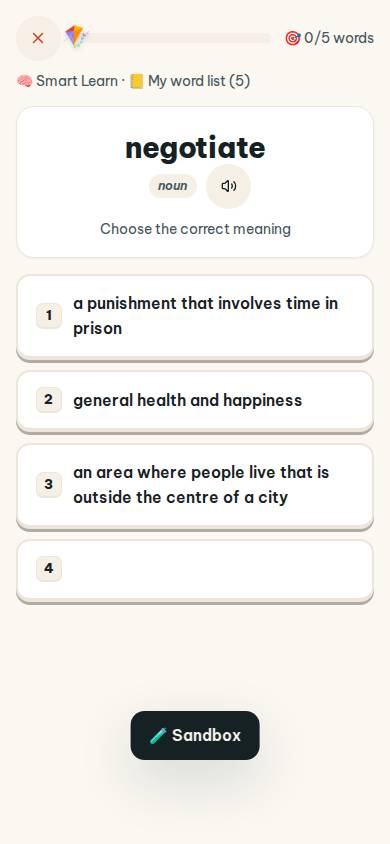 0/5 words
Smart Learn · My word list (5)
negotiate
noun
Choose the correct meaning
1 a punishment that involves time in
prison
2 general health and happiness
3 an area where people live that is
outside the centre of a city
4
Sandbox